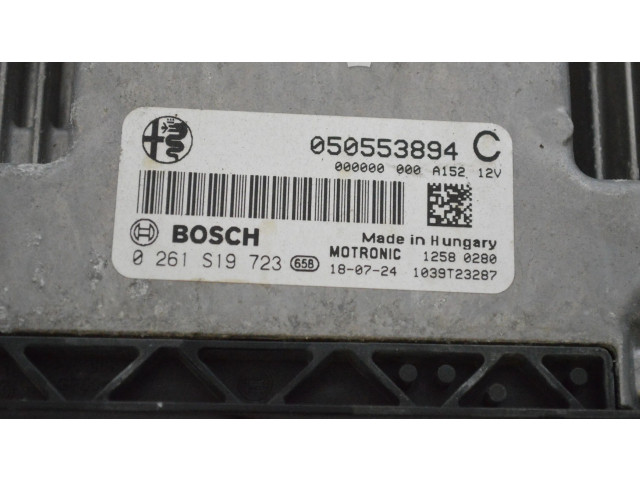 050553894 C
000000 000 A152 12V
BOSCH
Made in Hungary
MOTRONIC 1258 0280
0 261 S19 723 658 18-07-24 1039T23287